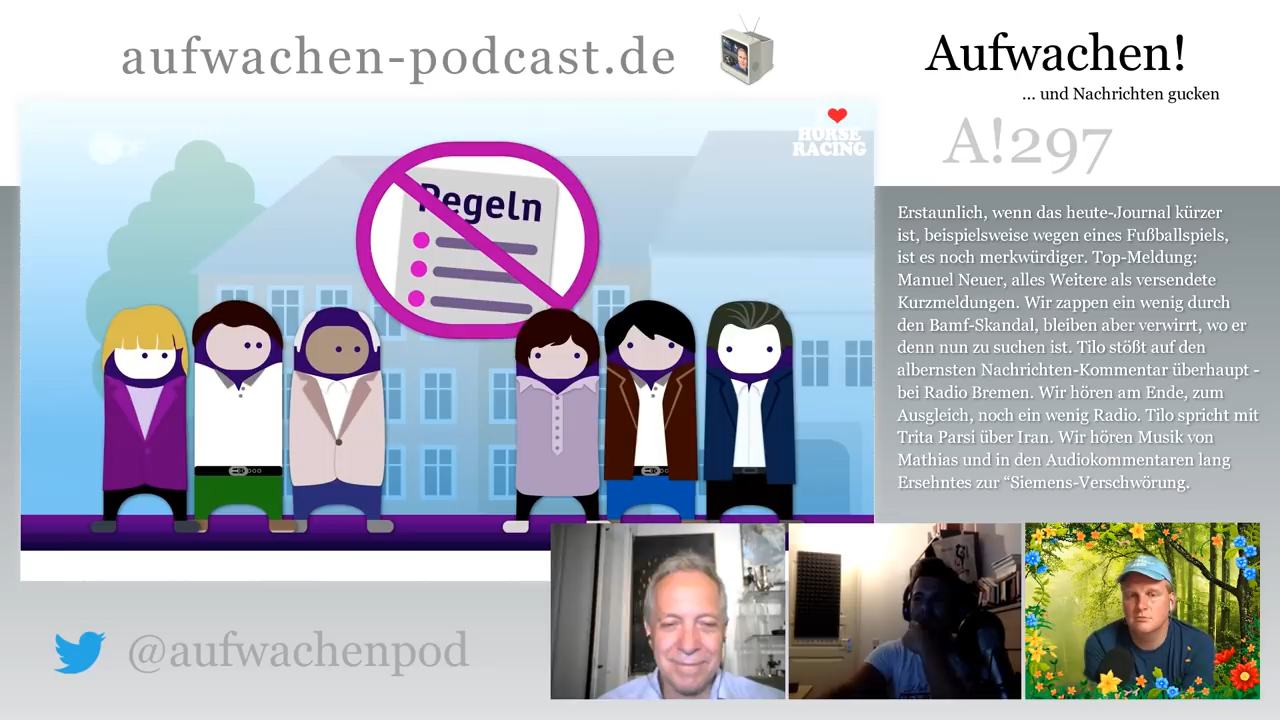 aufwachen-podcast.de
Aufwachen!
... und Nachrichten gucken
A!297
HORSE
RACING
Regeln
Erstaunlich, wenn das heute-Journal kürzer
ist, beispielsweise wegen eines Fußballspiels,
ist es noch merkwürdiger. Top-Meldung:
Manuel Neuer, alles Weitere als versendete
Kurzmeldungen. Wir zappen ein wenig durch
den Bamf-Skandal, bleiben aber verwirrt, wo er
denn nun zu suchen ist. Tilo stößt auf den
albernsten Nachrichten-Kommentar überhaupt -
bei Radio Bremen. Wir hören am Ende, zum
Ausgleich, noch ein wenig Radio. Tilo spricht mit
Trita Parsi über Iran. Wir hören Musik von
Mathias und in den Audiokommentaren lang
Ersehntes zur “Siemens-Verschwörung.
@aufwachenpod